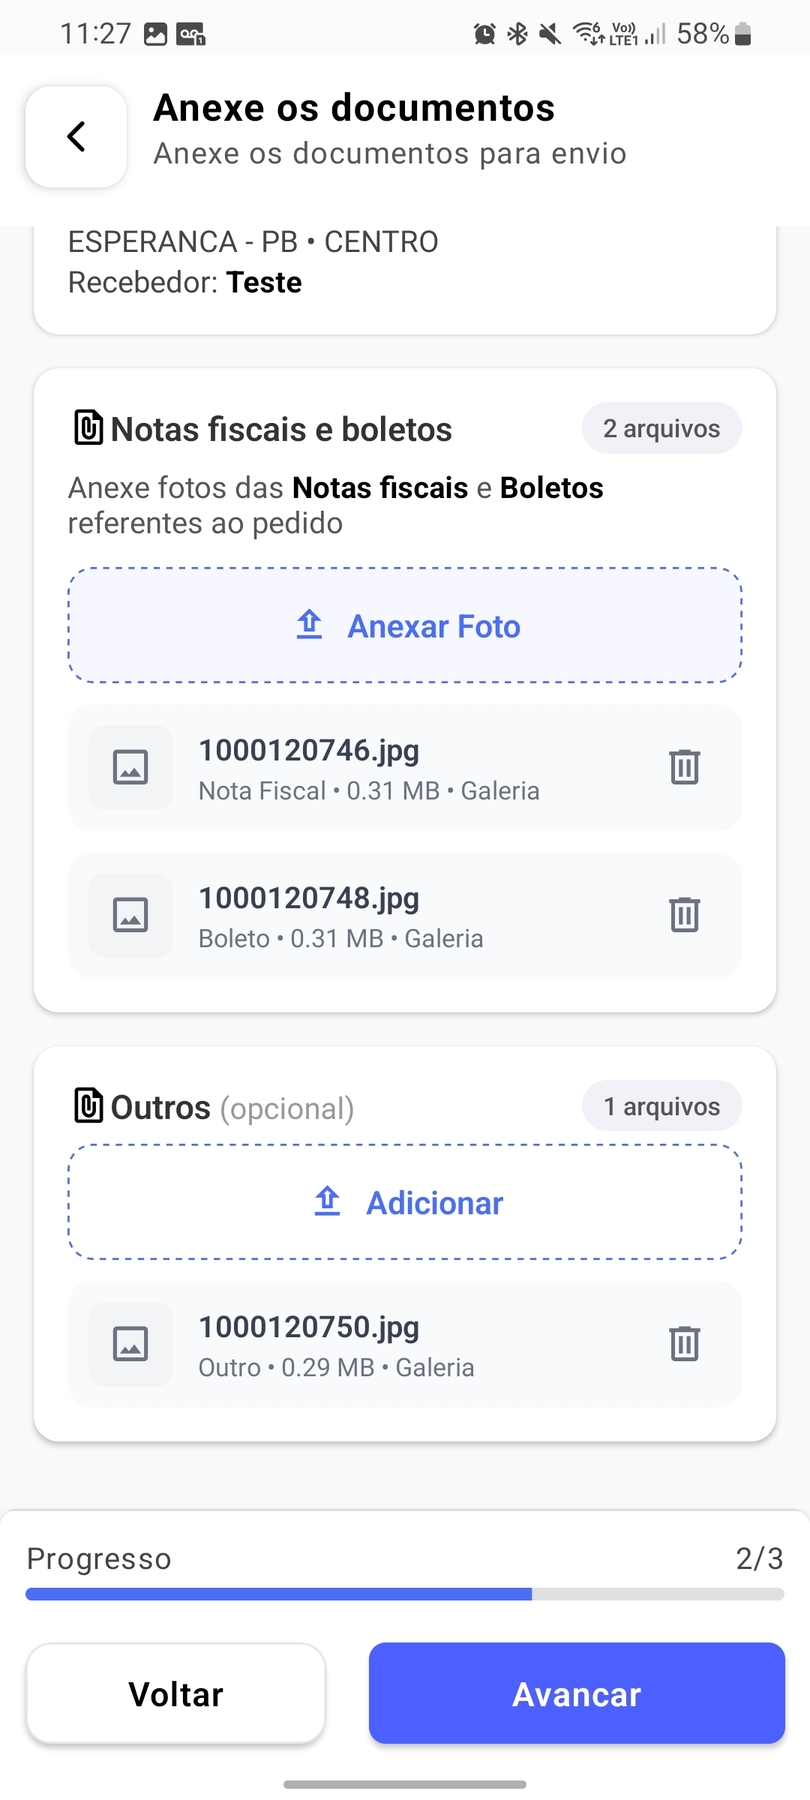 11:27
Vo))
LTE1
58%
Anexe os documentos
Anexe os documentos para envio
ESPERANCA - PB • CENTRO
Recebedor: Teste
Notas fiscais e boletos
2 arquivos
Anexe fotos das Notas fiscais e Boletos
referentes ao pedido
Anexar Foto
1000120746.jpg
Nota Fiscal • 0.31 MB • Galeria
1000120748.jpg
Boleto • 0.31 MB • Galeria
Outros (opcional)
1 arquivos
Adicionar
1000120750.jpg
Outro • 0.29 MB • Galeria
Progresso
2/3
Voltar
Avancar